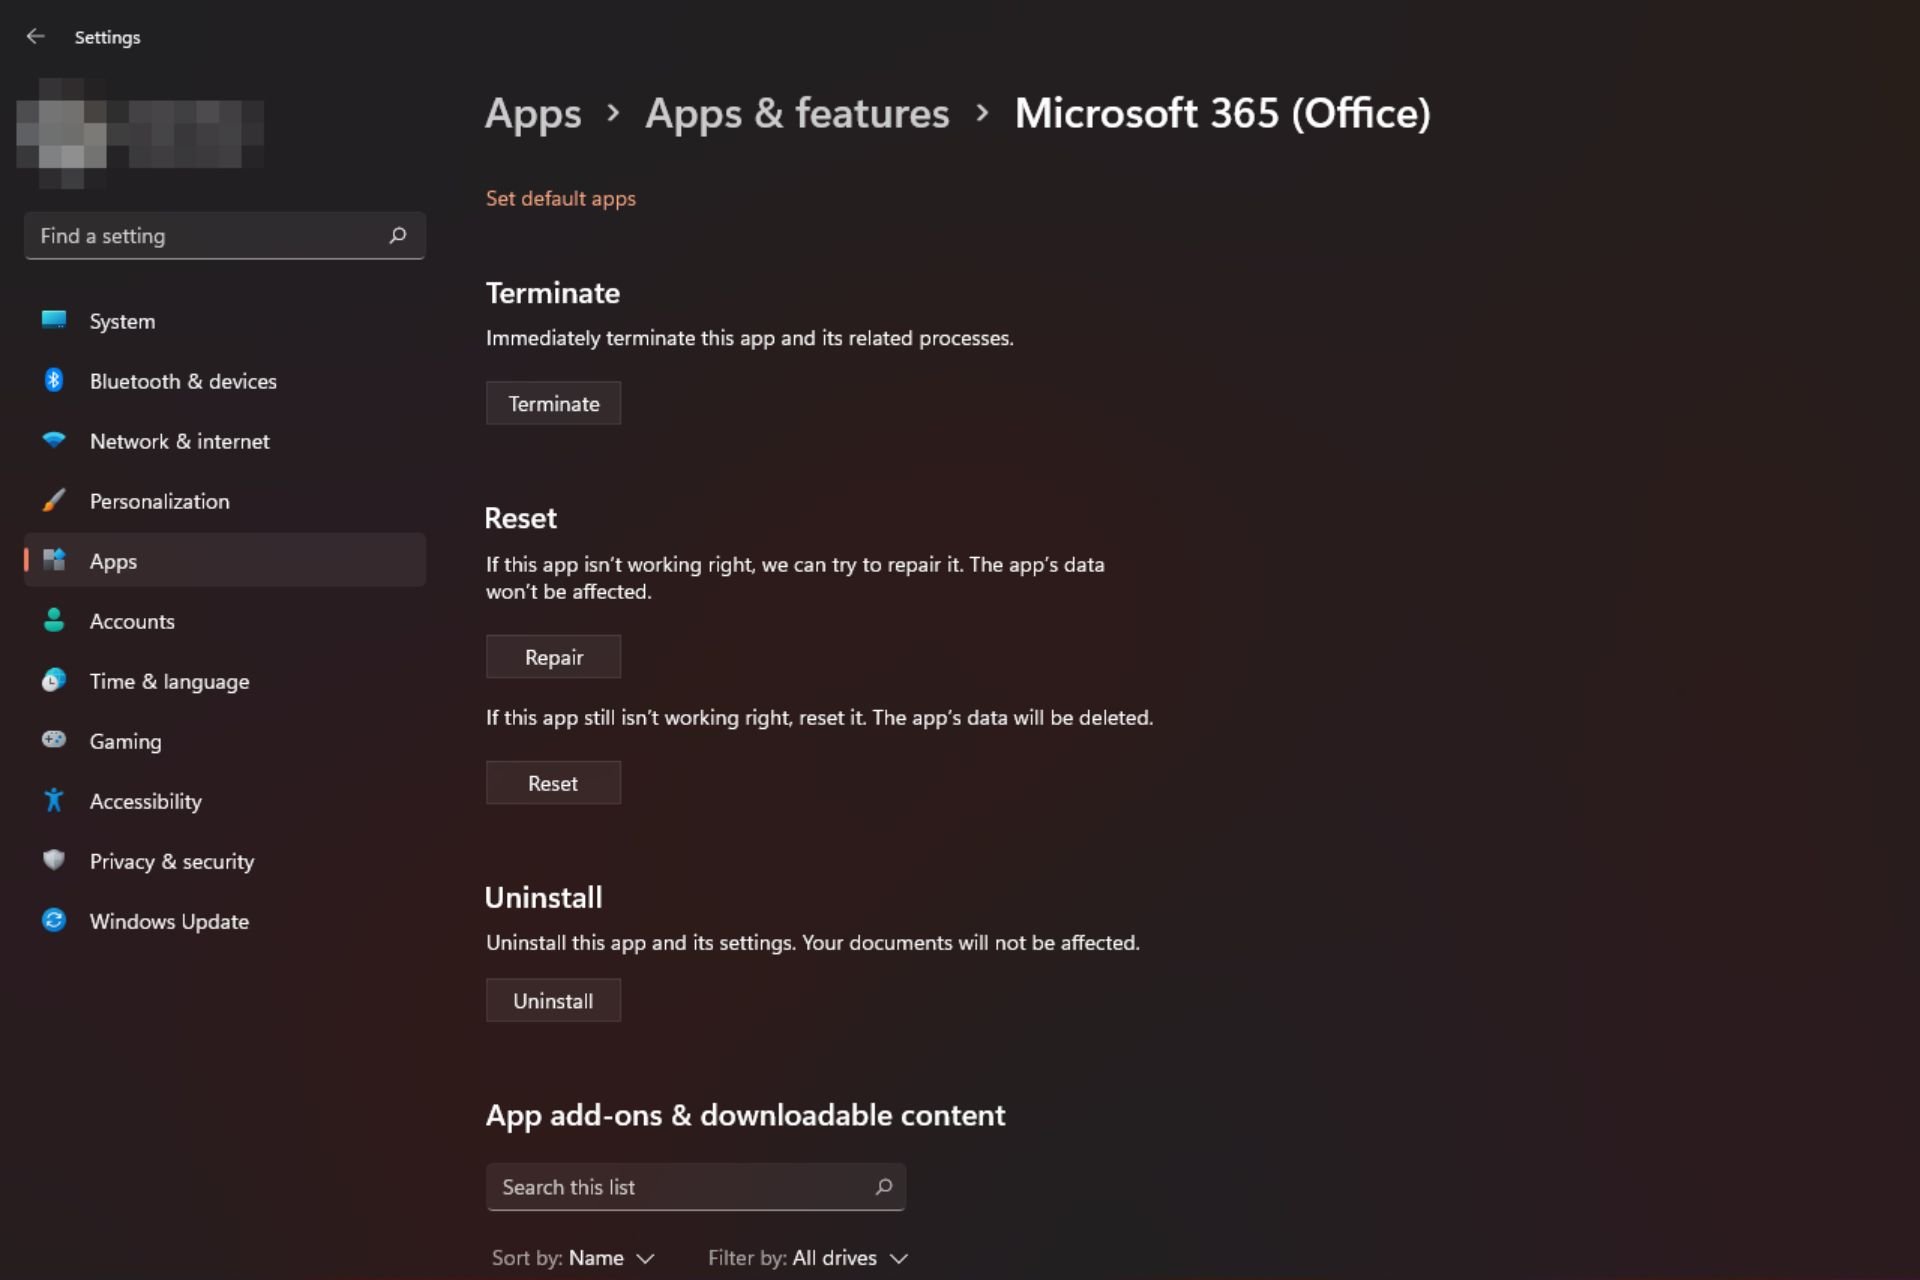 Settings
Find a setting
System
Bluetooth & devices
Network & internet
Personalization
Apps
Accounts
Time & language
Gaming
Accessibility
Privacy & security
Windows Update
Apps > Apps & features > Microsoft 365 (Office)
Set default apps
Terminate
Immediately terminate this app and its related processes.
Terminate
Reset
If this app isn’t working right, we can try to repair it. The app’s data
won’t be affected.
Repair
If this app still isn’t working right, reset it. The app’s data will be deleted.
Reset
Uninstall
Uninstall this app and its settings. Your documents will not be affected.
Uninstall
App add-ons & downloadable content
Search this list
Sort by: Name Filter by: All drives